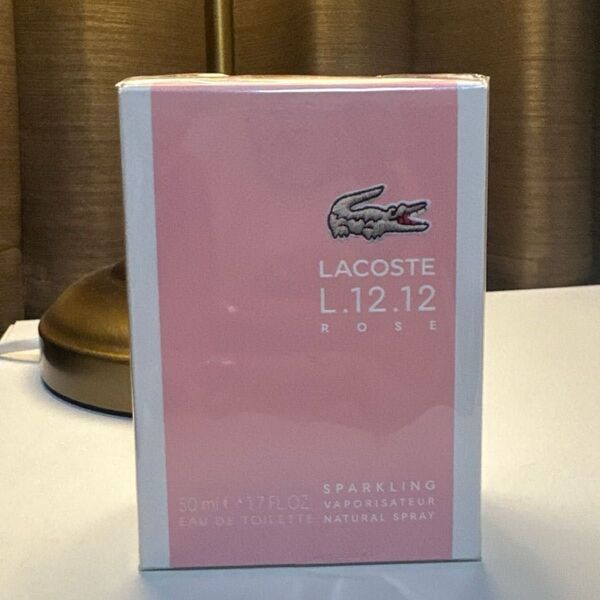 LACOSTE
L.12.12
ROSE
SPARKLING
50 ml e 1.7 FL.OZ VAPORISATEUR
EAU DE TOILETTE NATURAL SPRAY